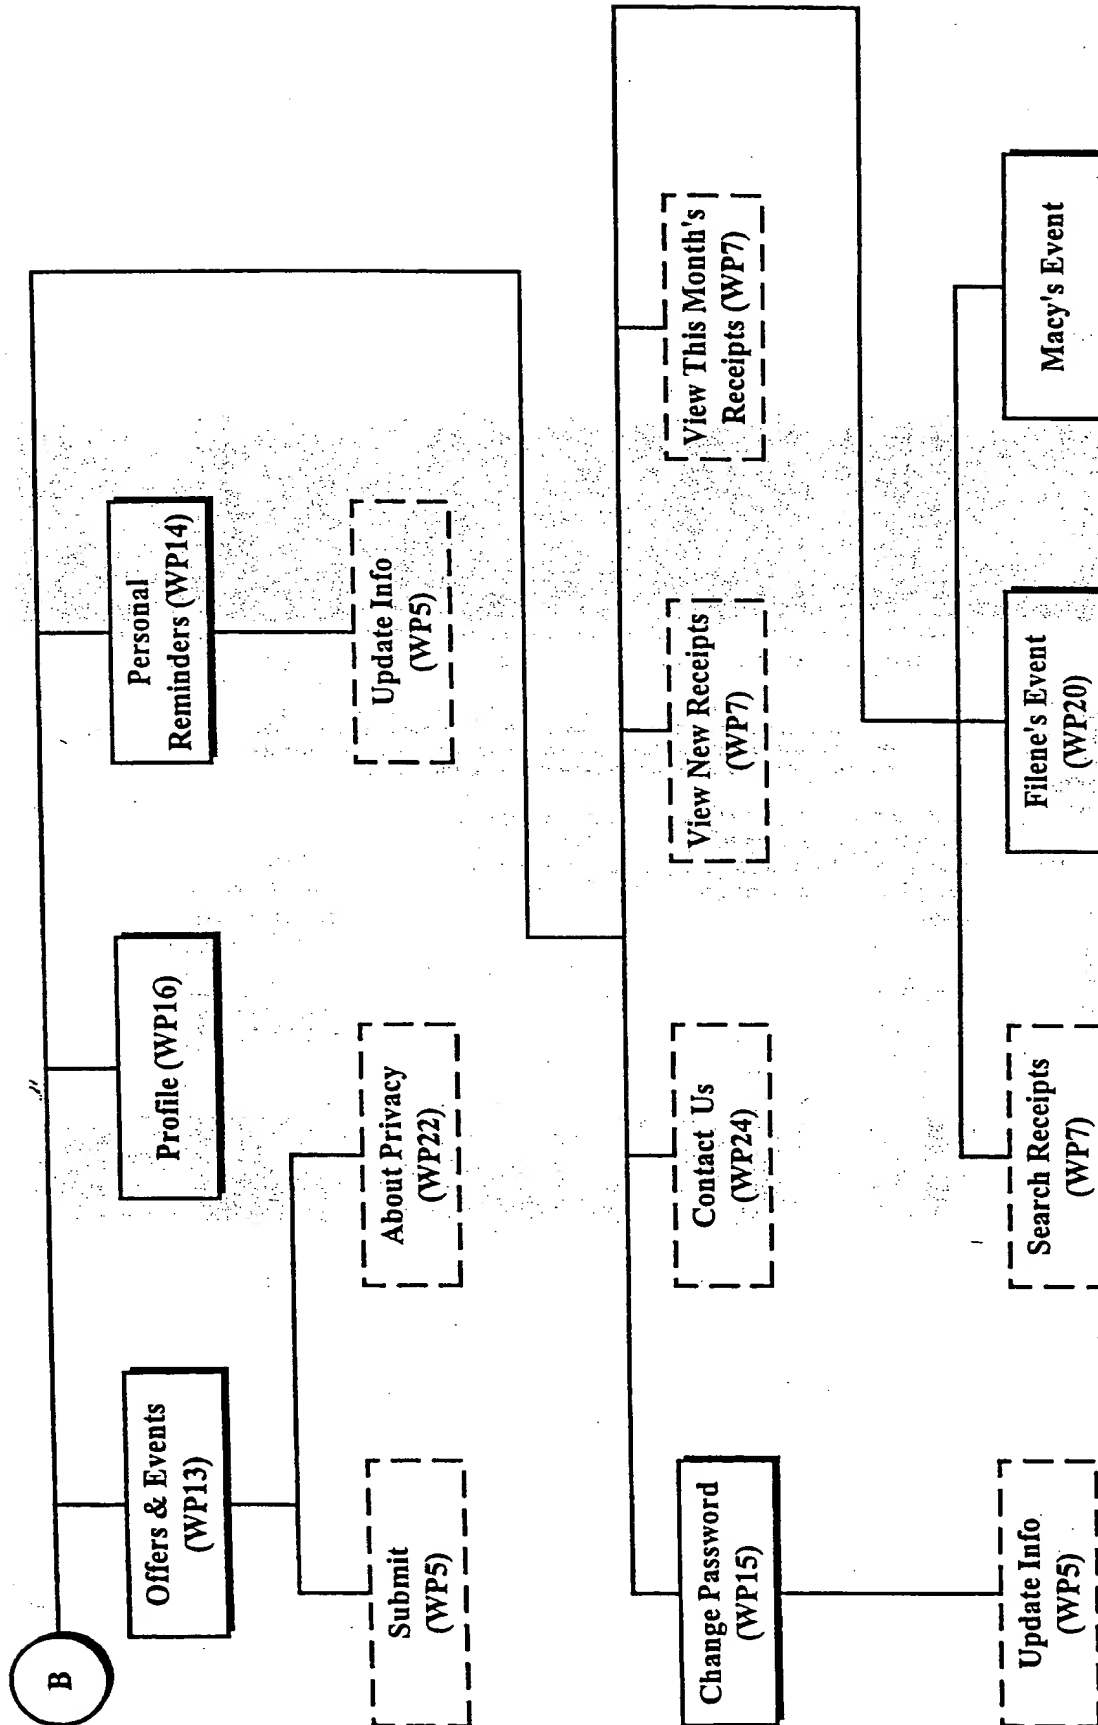 B
Offers & Events
(WP13)
Profile (WP16)
Personal
Reminders (WP14)
Submit
(WP5)
About Privacy
(WP22)
Update Info
(WP5)
Change Password
(WP15)
Contact Us
(WP24)
View New Receipts
(WP7)
View This Month's
Receipts (WP7)
Update Info
(WP5)
Search Receipts
(WP7)
Filene's Event
(WP20)
Macy's Event